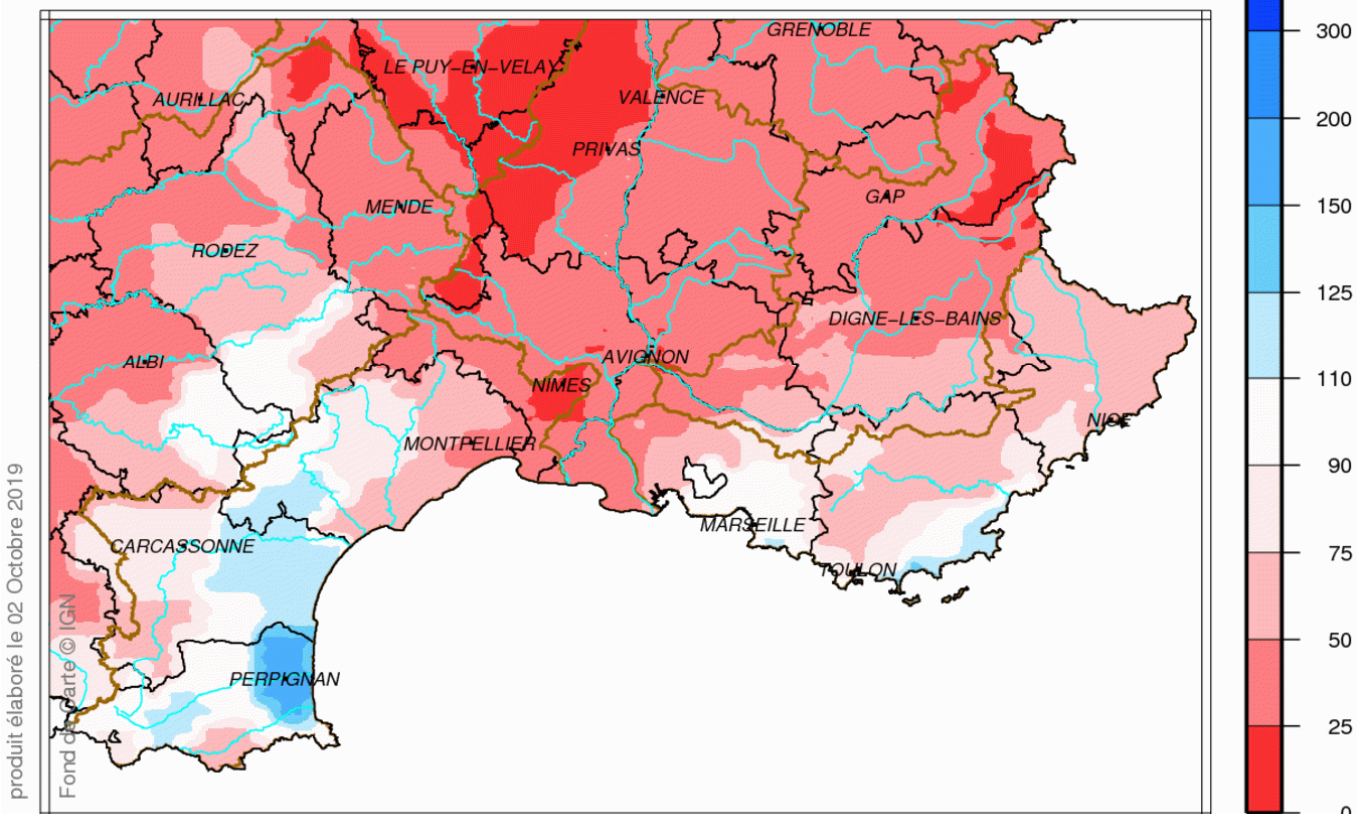 GRENOBLE
LE PUY-EN-VELAY
AURILLAC
VALENCE
PRIVAS
GAP
MENDE
RODEZ
DIGNE-LES-BAINS
ALBI
AVIGNON
NIMES
NICE
MONTPELLIER
MARSEILLE
CARCASSONNE
TOULON
PERPIGNAN
300
200
150
125
110
90
75
50
25
0
produit élaboré le 02 Octobre 2019
Fond de Carte © IGN